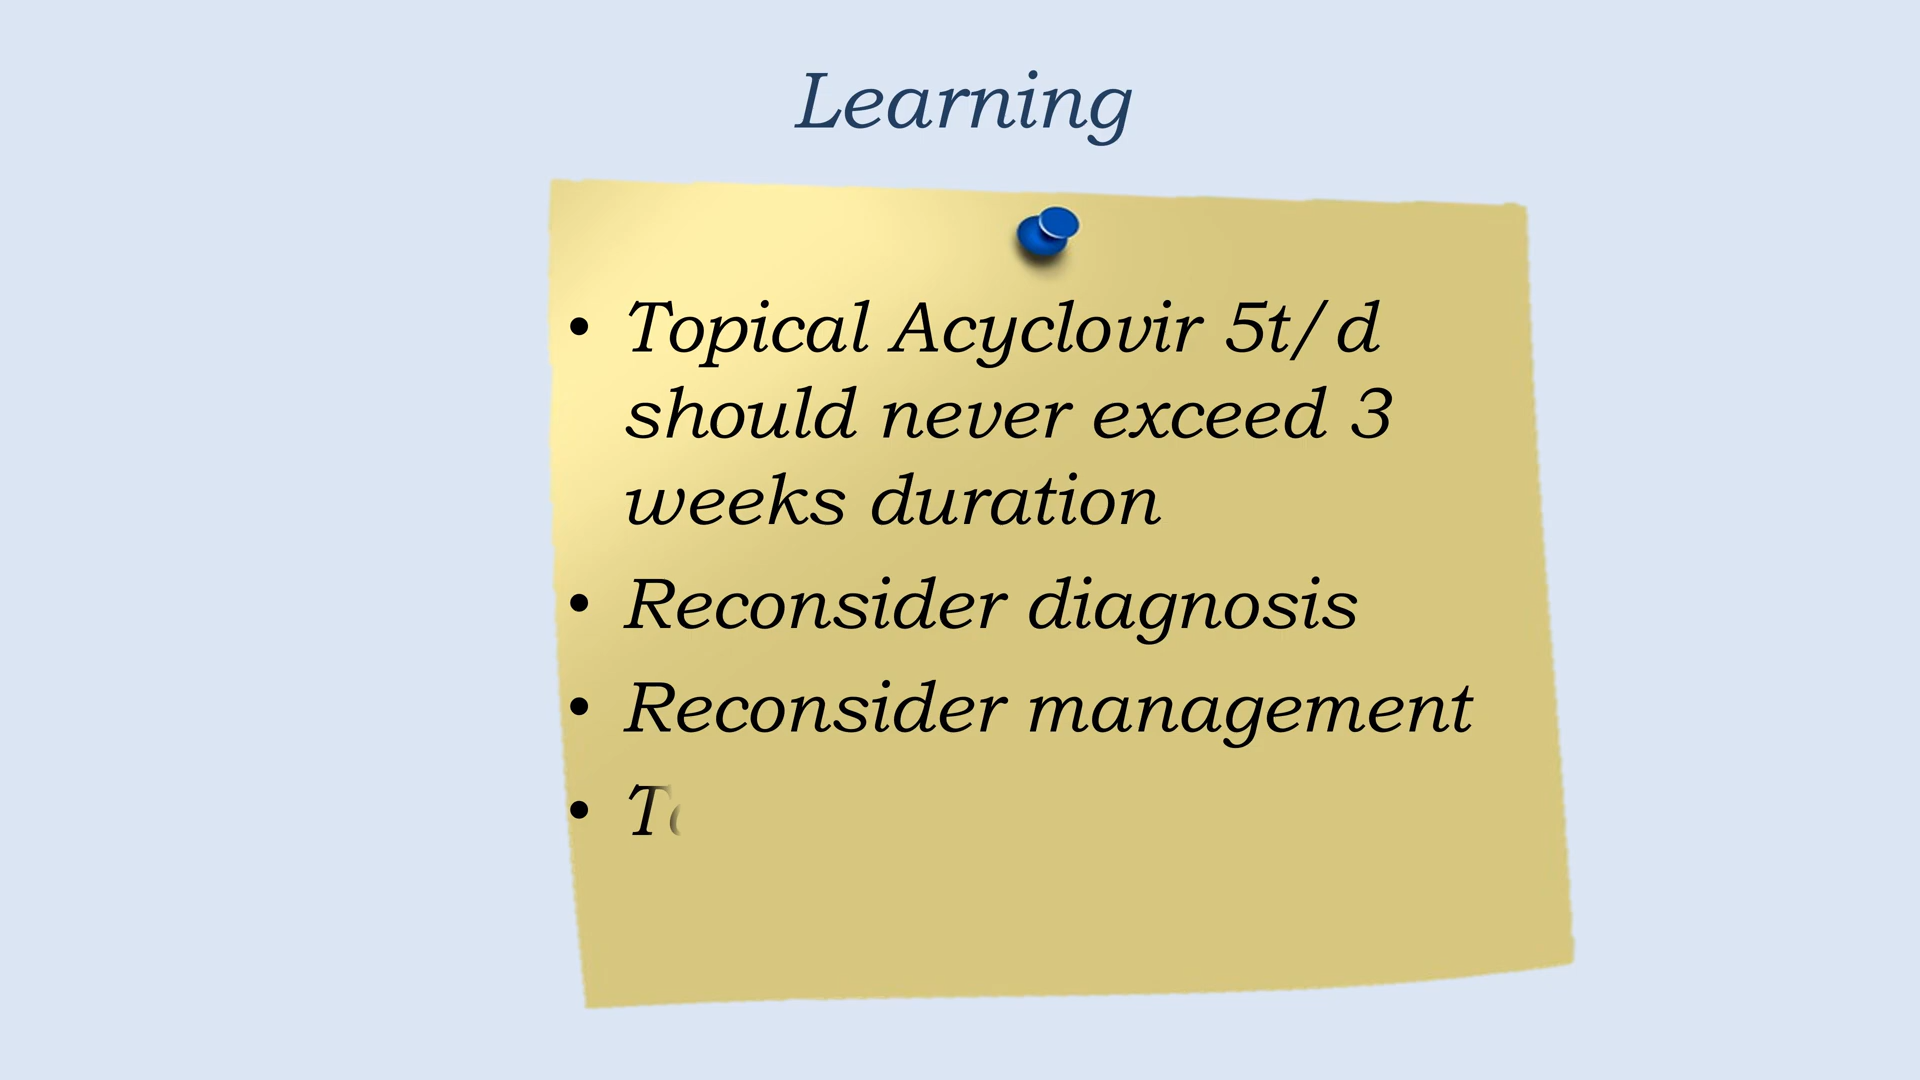 Learning
• Topical Acyclovir 5t/d
should never exceed 3
weeks duration
• Reconsider diagnosis
• Reconsider management
•